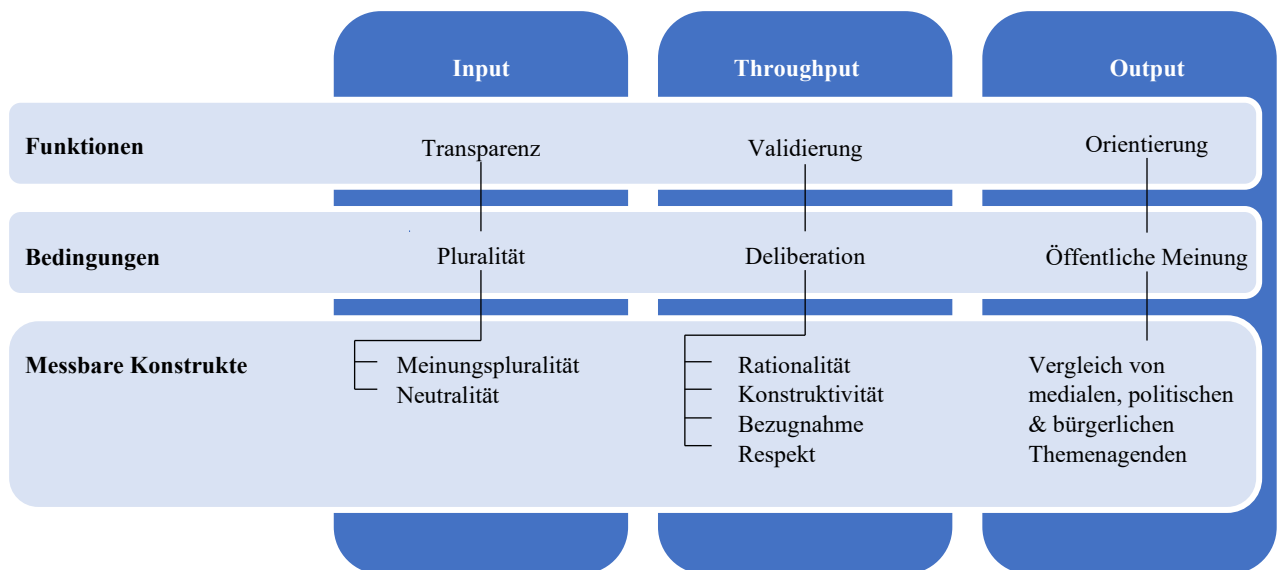 Input
Throughput
Output
Funktionen
Transparenz
Validierung
Orientierung
Bedingungen
Pluralität
Deliberation
Öffentliche Meinung
Messbare Konstrukte
Meinungspluralität
Neutralität
Rationalität
Konstruktivität
Bezugnahme
Respekt
Vergleich von
medialen, politischen
& bürgerlichen
Themenagenden